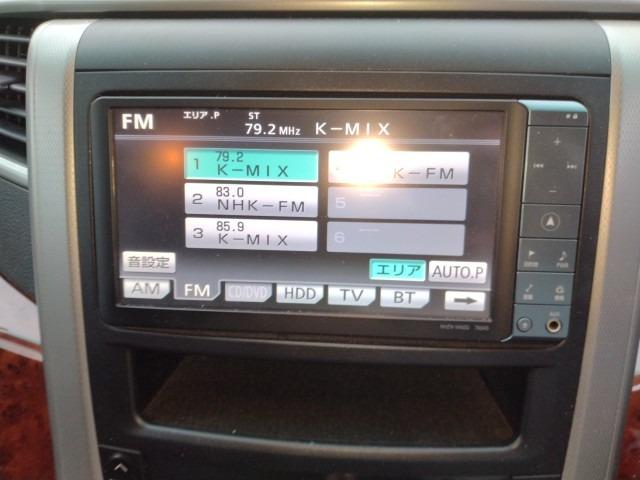 FM エリア.P ST 79.2 MHz K-MIX
79.2
1 K-MIX K-FM
83.0
2 NHK-FM 5
85.9
3 K-MIX 6
音設定 エリア AUTO.P
AM FM CD/DVD HDD TV BT
AUX